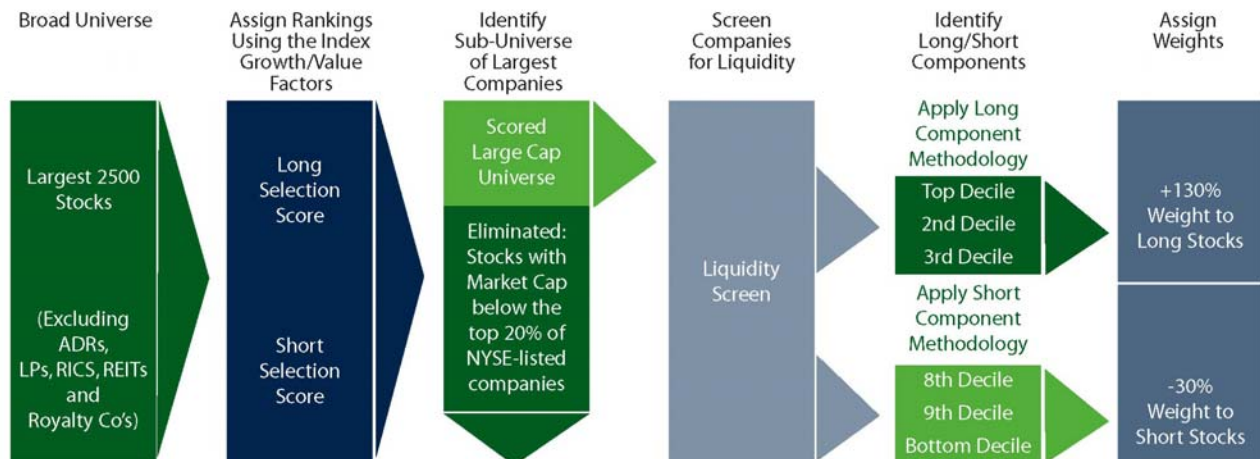 Broad Universe
Largest 2500
Stocks
(Excluding
ADRs,
LPs, RICS, REITs
and
Royalty Co's)
Assign Rankings
Using the Index
Growth/Value
Factors
Long
Selection
Score
Short
Selection
Score
Identify
Sub-Universe
of Largest
Companies
Scored
Large Cap
Universe
Eliminated:
Stocks with
Market Cap
below the
top 20% of
NYSE-listed
companies
Screen
Companies
for Liquidity
Liquidity
Screen
Identify
Long/Short
Components
Apply Long
Component
Methodology
Top Decile
2nd Decile
3rd Decile
Apply Short
Component
Methodology
8th Decile
9th Decile
Bottom Decile
Assign
Weights
+130%
Weight to
Long Stocks
-30%
Weight to
Short Stocks